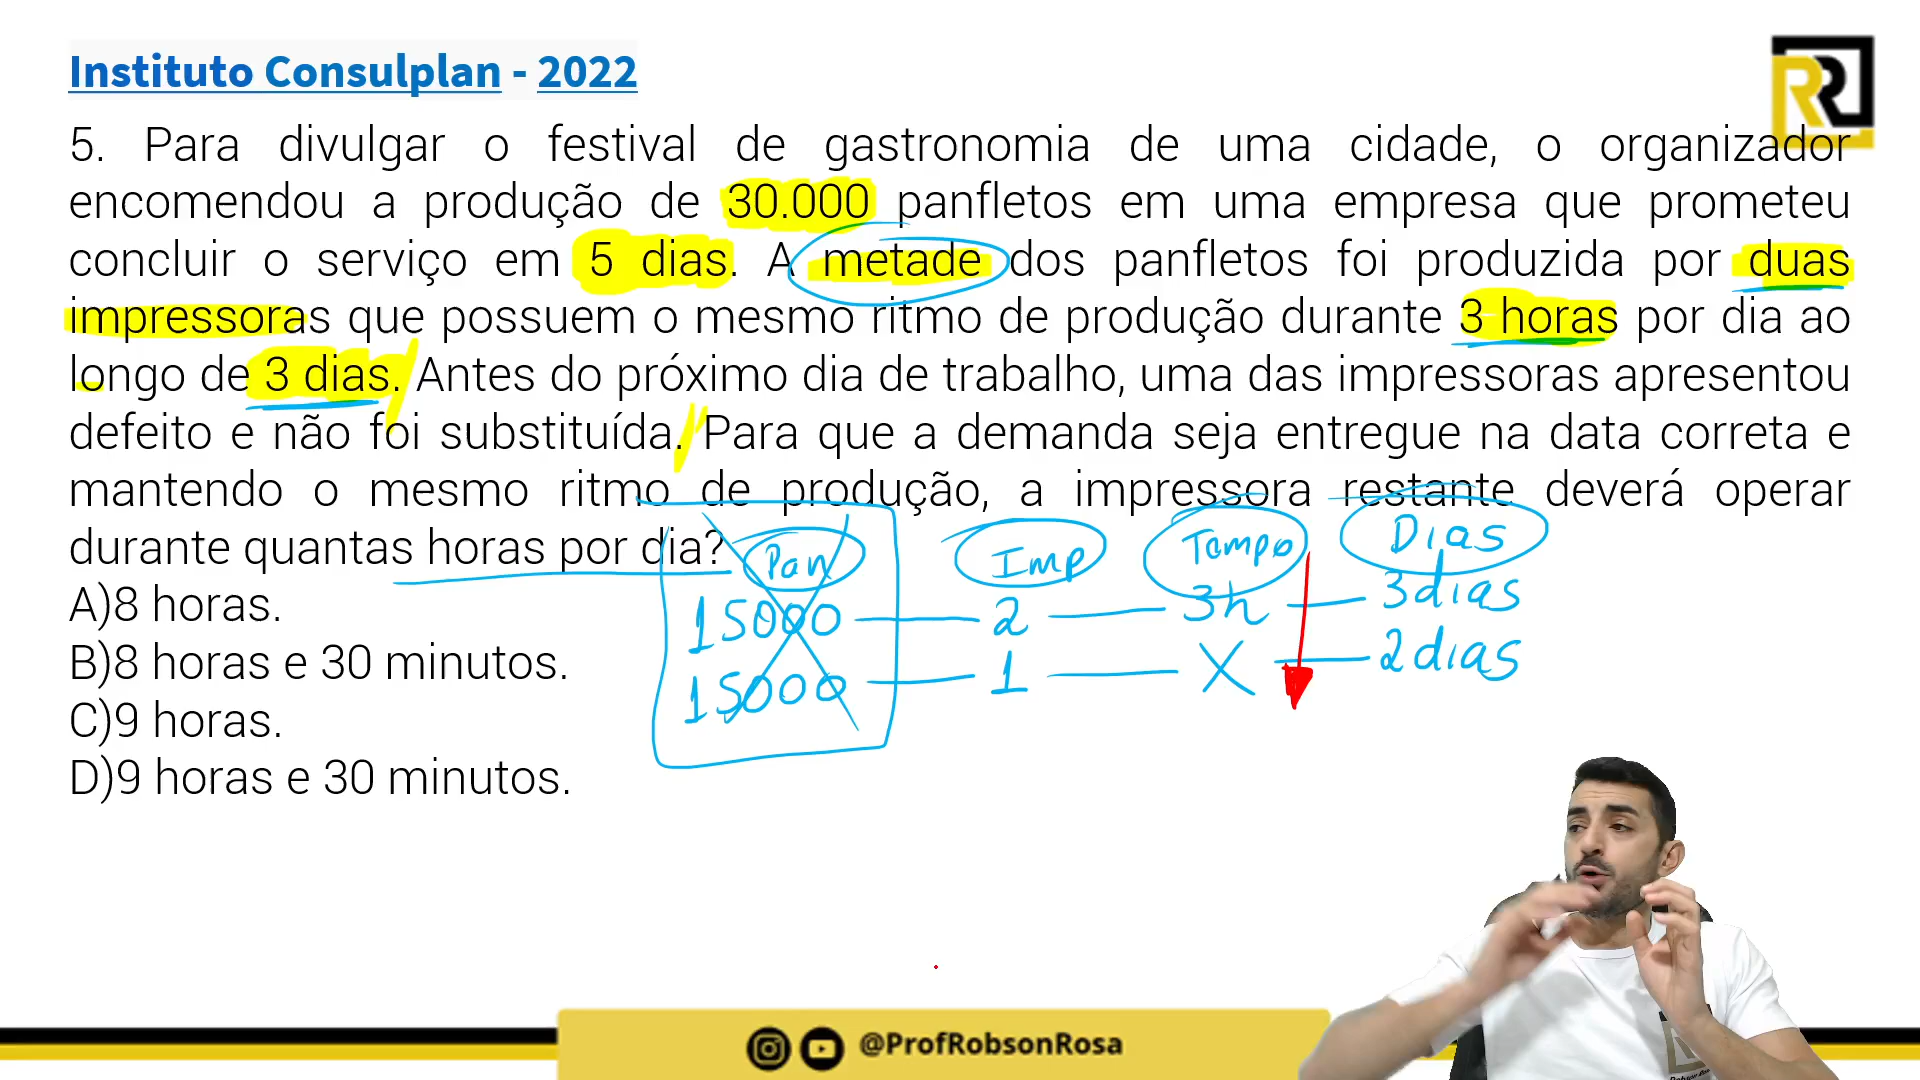 Instituto Consulplan - 2022
RR
5. Para divulgar o festival de gastronomia de uma cidade, o organizador
encomendou a produção de 30.000 panfletos em uma empresa que prometeu
concluir o serviço em 5 dias. A metade dos panfletos foi produzida por duas
impressoras que possuem o mesmo ritmo de produção durante 3 horas por dia ao
longo de 3 dias. Antes do próximo dia de trabalho, uma das impressoras apresentou
defeito e não foi substituída. Para que a demanda seja entregue na data correta e
mantendo o mesmo ritmo de produção, a impressora restante deverá operar
durante quantas horas por dia?
Pan Imp Tempo Dias
15000 2 3h 3dias
15000 1 X 2dias
A)8 horas.
B)8 horas e 30 minutos.
C)9 horas.
D)9 horas e 30 minutos.
@ProfRobsonRosa